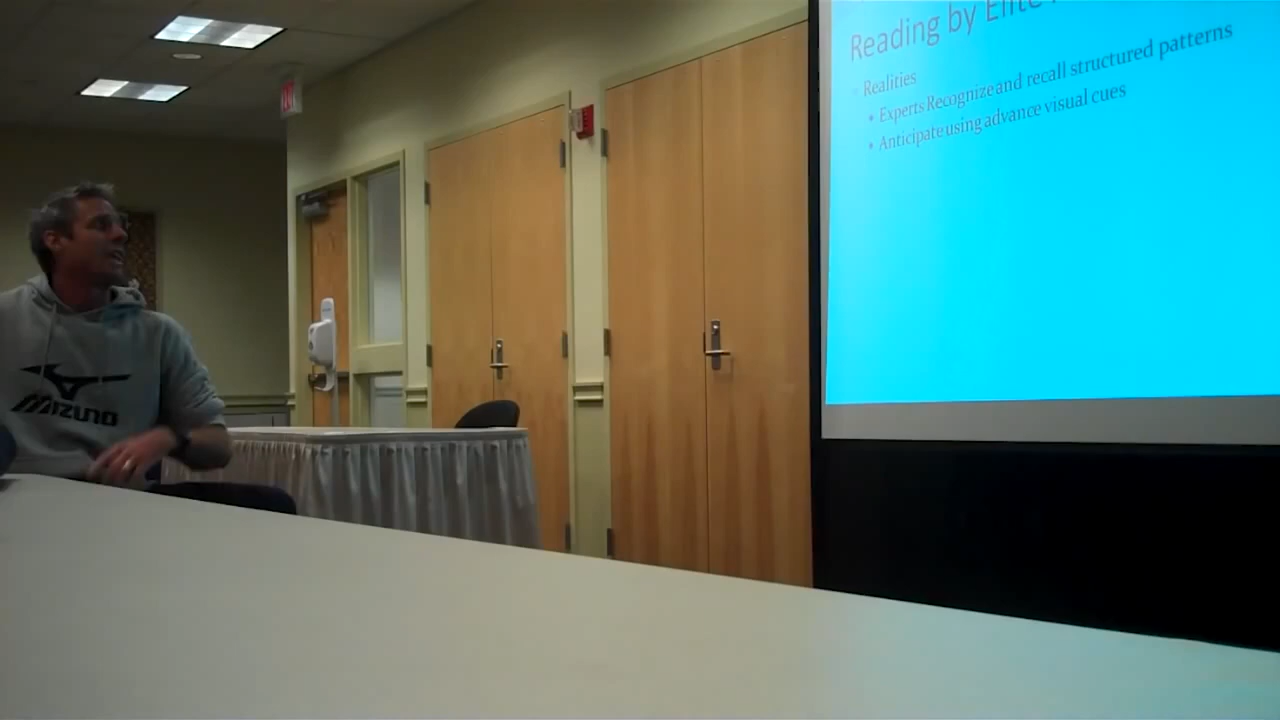 Reading by Elite
Realities
• Experts Recognize and recall structured patterns
• Anticipate using advance visual cues
MIZUNO